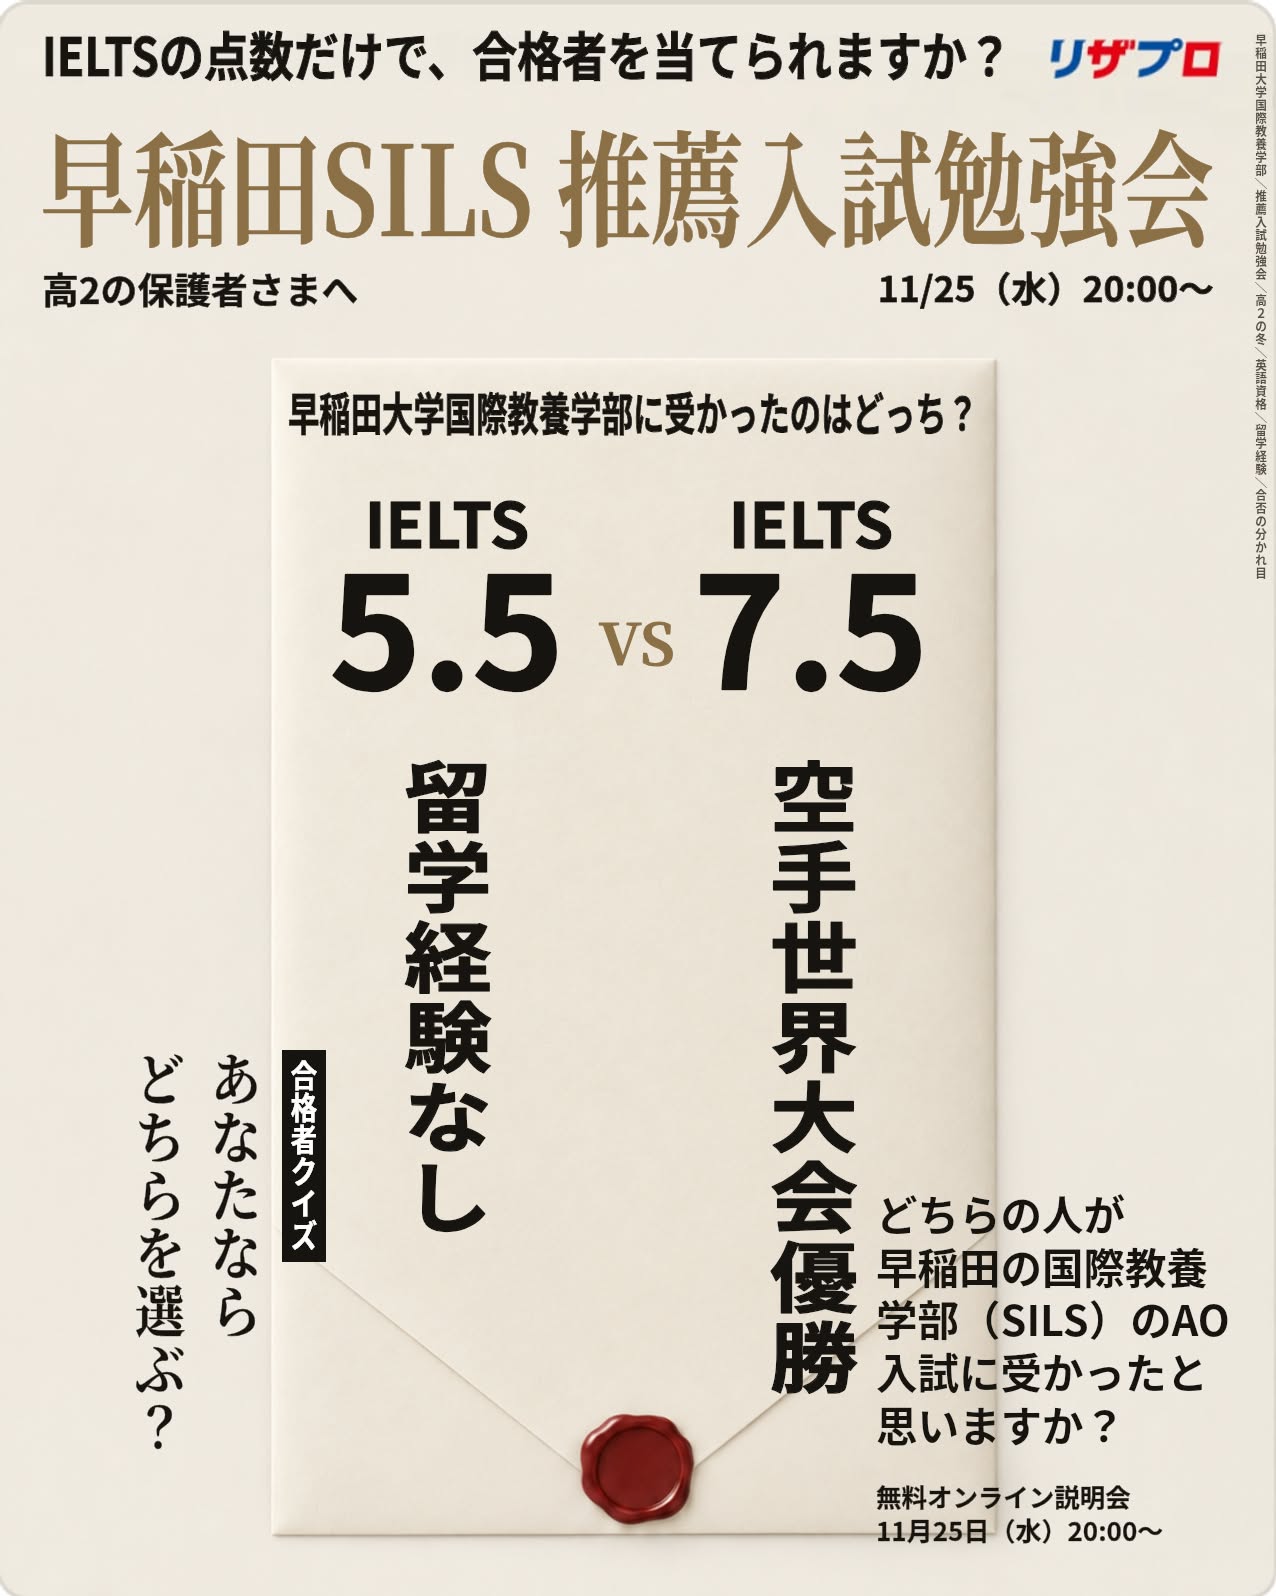 IELTSの点数だけで、合格者を当てられますか？
リザプロ
早稲田SILS 推薦入試勉強会
高2の保護者さまへ
11/25（水）20:00〜
早稲田大学国際教養学部／推薦入試勉強会／高2の冬／英語資格／留学経験／合否の分かれ目
早稲田大学国際教養学部に受かったのはどっち？
IELTS
5.5
vs
IELTS
7.5
留学経験なし
空手世界大会優勝
合格者クイズ
あなたなら
どちらを選ぶ？
どちらの人が
早稲田の国際教養
学部（SILS）のAO
入試に受かったと
思いますか？
無料オンライン説明会
11月25日（水）20:00〜